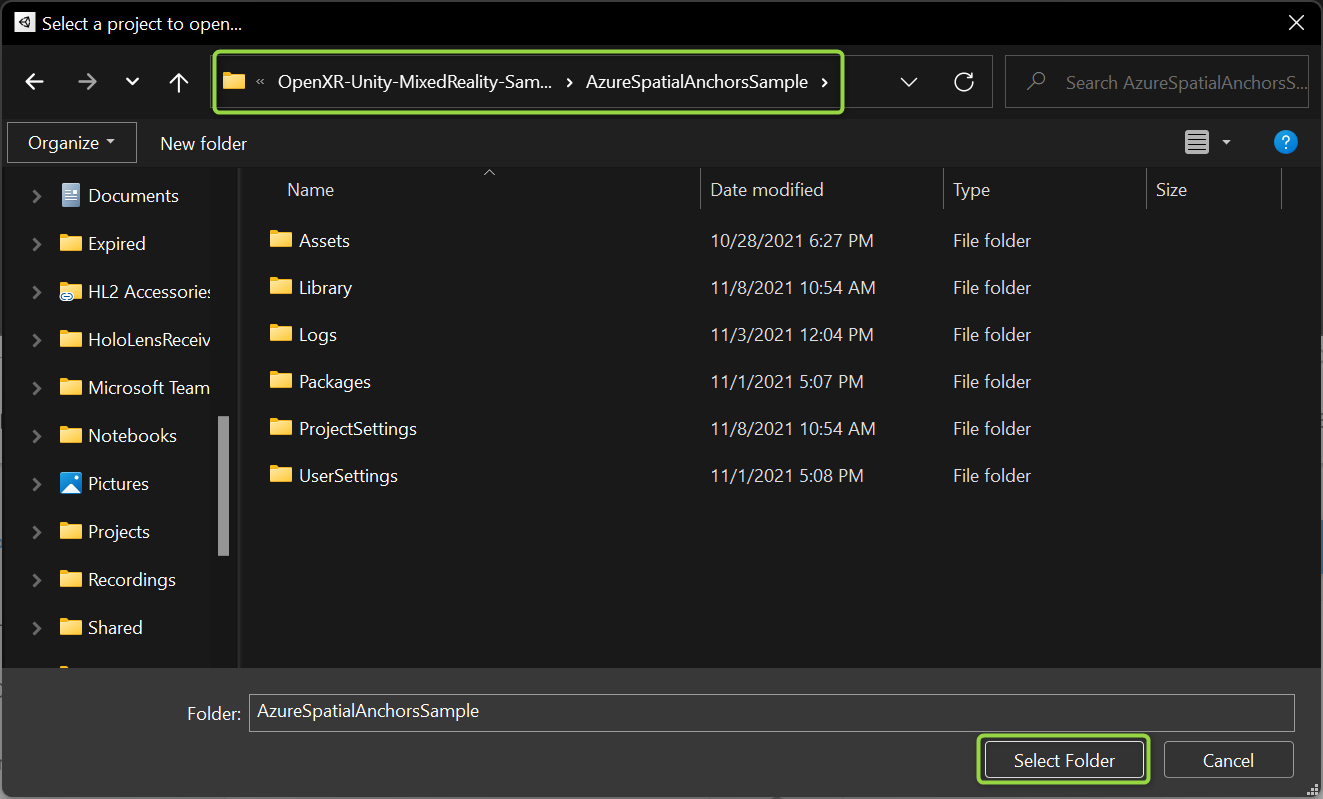 Select a project to open...
« OpenXR-Unity-MixedReality-Sam... › AzureSpatialAnchorsSample ›
Search AzureSpatialAnchorsS...
Organize
New folder
?
Documents
Expired
HL2 Accessories
HoloLensReceiv
Microsoft Team
Notebooks
Pictures
Projects
Recordings
Shared
Name Date modified Type Size
Assets 10/28/2021 6:27 PM File folder
Library 11/8/2021 10:54 AM File folder
Logs 11/3/2021 12:04 PM File folder
Packages 11/1/2021 5:07 PM File folder
ProjectSettings 11/8/2021 10:54 AM File folder
UserSettings 11/1/2021 5:08 PM File folder
Folder: AzureSpatialAnchorsSample
Select Folder
Cancel